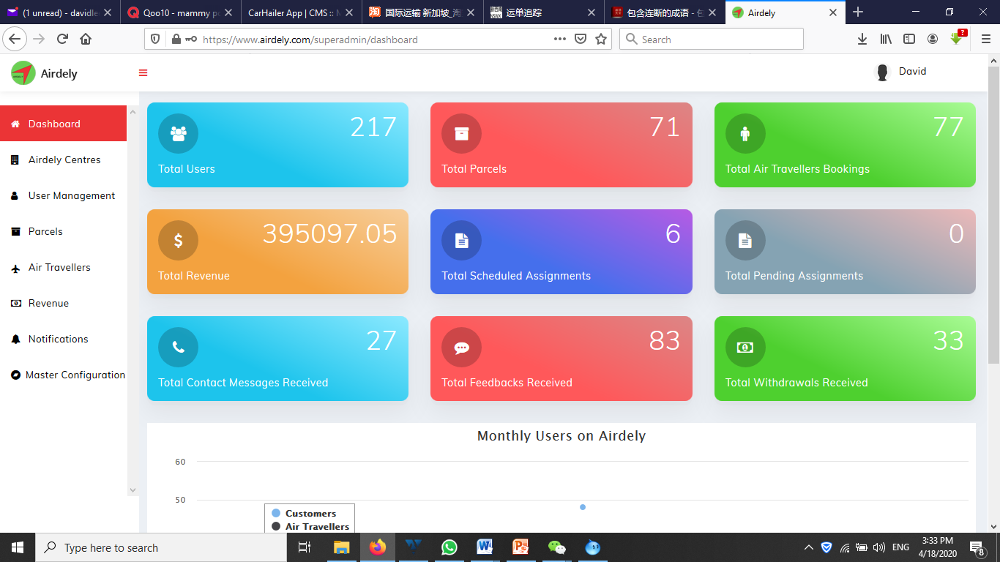 (1 unread) - davidle
Qoo10 - mammy po
CarHailer App | CMS :: M
国际运输 新加坡_淘
运单追踪
包含连断的成语 - 包
Airdely
https://www.airdely.com/superadmin/dashboard
Search
?
Airdely
David
Dashboard
Airdely Centres
User Management
Parcels
Air Travellers
Revenue
Notifications
Master Configuration
217
Total Users
71
Total Parcels
77
Total Air Travellers Bookings
395097.05
Total Revenue
6
Total Scheduled Assignments
0
Total Pending Assignments
27
Total Contact Messages Received
83
Total Feedbacks Received
33
Total Withdrawals Received
Monthly Users on Airdely
60
50
Customers
Air Travellers
Type here to search
ENG
3:33 PM
4/18/2020
8